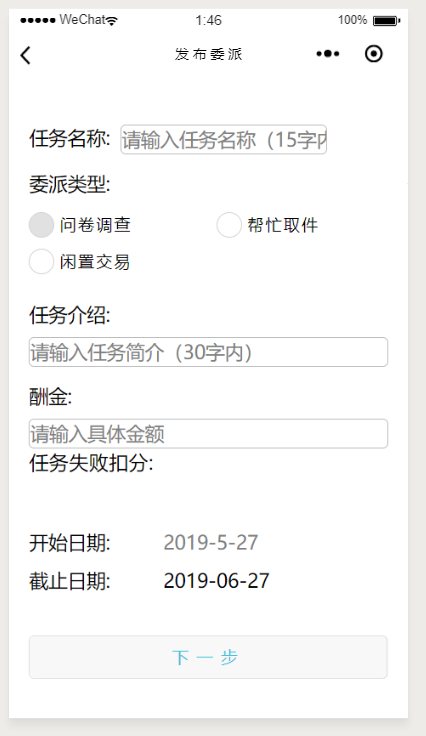 WeChat 1:46 100%
发布委派
任务名称: 请输入任务名称（15字内
委派类型:
问卷调查 帮忙取件
闲置交易
任务介绍:
请输入任务简介（30字内）
酬金:
请输入具体金额
任务失败扣分:
开始日期: 2019-5-27
截止日期: 2019-06-27
下一步